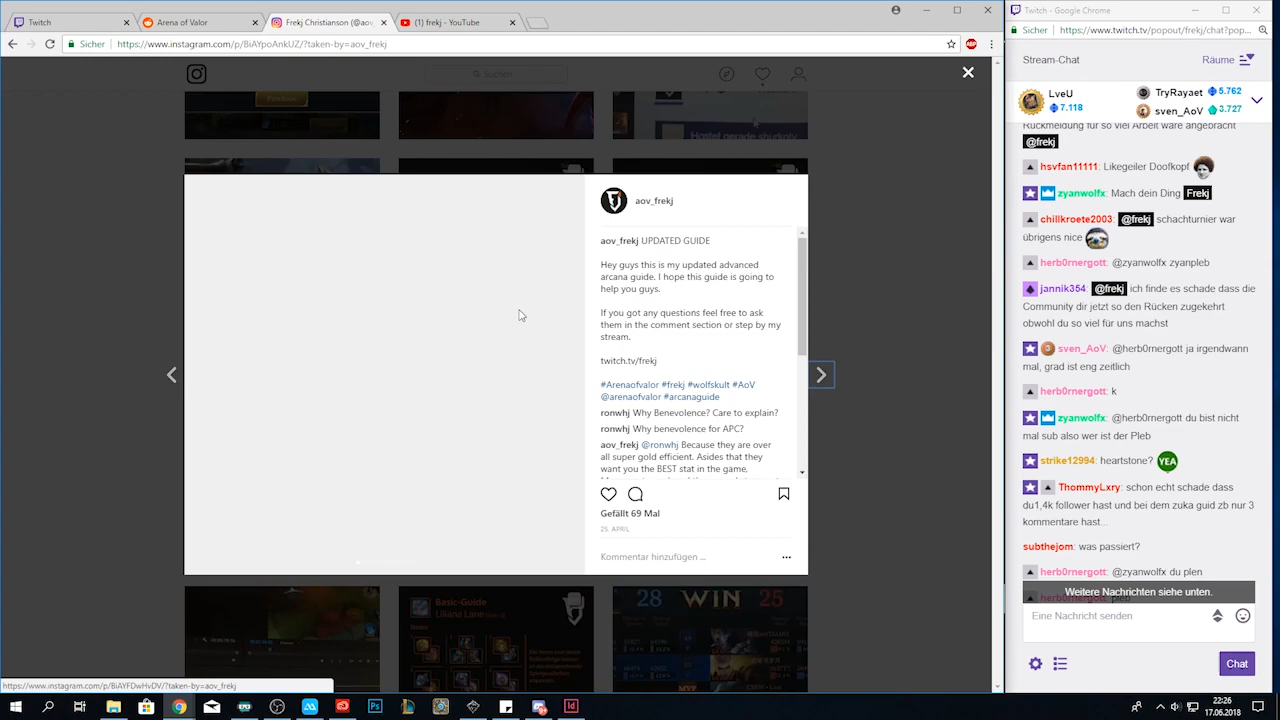 Twitch
Arena of Valor
Frekj Christianson (@aov_
(1) frekj - YouTube
Sicher
https://www.instagram.com/p/BiAYpoAnkUZ/?taken-by=aov_frekj
ABP
Suchen
aov_frekj
aov_frekj UPDATED GUIDE
Hey guys this is my updated advanced
arcana guide. I hope this guide is going to
help you guys.
If you got any questions feel free to ask
them in the comment section or step by my
stream.
twitch.tv/frekj
#Arenaofvalor #frekj #wolfskult #AoV
@arenaofvalor #arcanaguide
ronwhj Why Benevolence? Care to explain?
ronwhj Why benevolence for APC?
aov_frekj @ronwhj Because they are over
all super gold efficient. Asides that they
want you the BEST stat in the game,
Gefällt 69 Mal
25. APRIL
Kommentar hinzufügen ...
Basic-Guide
Liliana Lane
28 WIN 25
MVP
https://www.instagram.com/p/BiAYFDwHvDV/?taken-by=aov_frekj
Twitch - Google Chrome
Sicher
https://www.twitch.tv/popout/frekj/chat?pop...
Stream-Chat
Räume
LveU
7.118
TryRayaet 5.762
sven_AoV 3.727
Rückmeldung für so viel Arbeit wäre angebracht
@frekj
hsvfan11111: Likegeiler Doofkopf
zyanwolfx: Mach dein Ding Frekj
chillkroete2003: @frekj schachturnier war
übrigens nice
herb0rnergott: @zyanwolfx zyanpleb
jannik354: @frekj ich finde es schade dass die
Community dir jetzt so den Rücken zugekehrt
obwohl du so viel für uns machst
sven_AoV: @herb0rnergott ja irgendwann
mal, grad ist eng zeitlich
herb0rnergott: k
zyanwolfx: @herb0rnergott du bist nicht
mal sub also wer ist der Pleb
strike12994: heartstone? YEA
ThommyLxry: schon echt schade dass
du1,4k follower hast und bei dem zuka guid zb nur 3
kommentare hast...
subthejom: was passiert?
herb0rnergott: @zyanwolfx du plen
herb0rnergott: pleb
Weitere Nachrichten siehe unten.
Eine Nachricht senden
Chat
22:26
17.06.2018